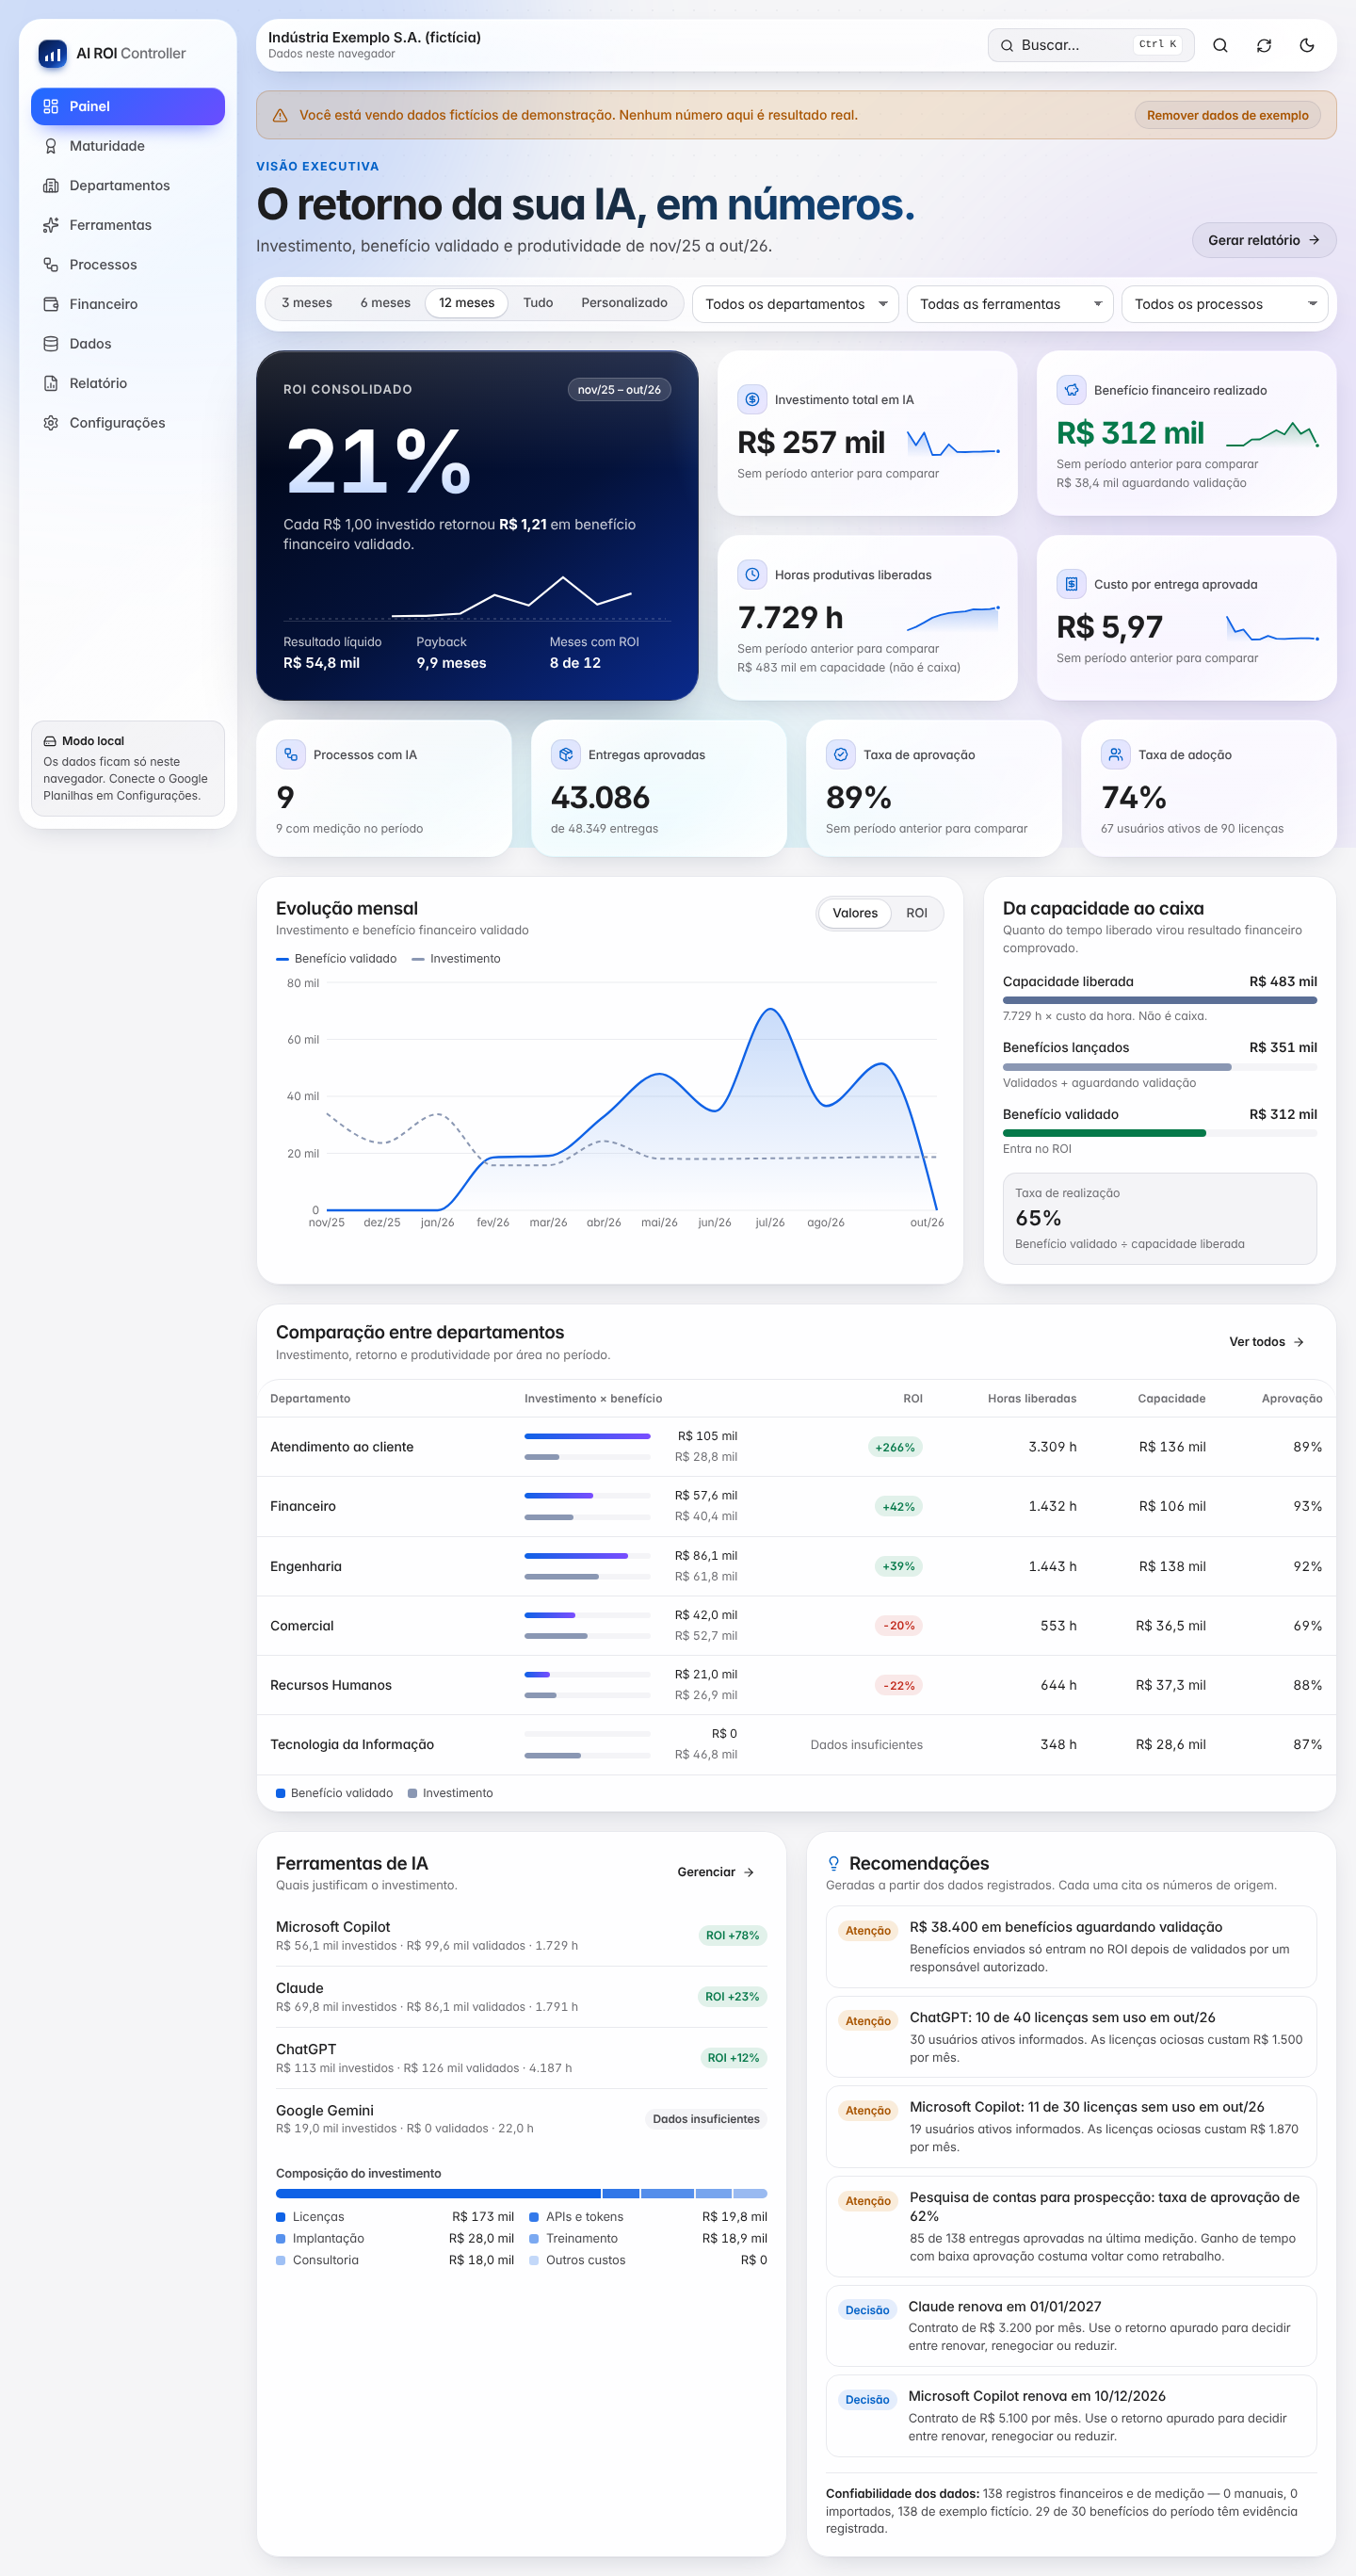 AI ROI Controller
Painel
Maturidade
Departamentos
Ferramentas
Processos
Financeiro
Dados
Relatório
Configurações
Modo local
Os dados ficam só neste
navegador. Conecte o Google
Planilhas em Configurações.
Indústria Exemplo S.A. (fictícia)
Dados neste navegador
Buscar...
Ctrl K
Você está vendo dados fictícios de demonstração. Nenhum número aqui é resultado real.
Remover dados de exemplo
VISÃO EXECUTIVA
O retorno da sua IA, em números.
Investimento, benefício validado e produtividade de nov/25 a out/26.
Gerar relatório
3 meses
6 meses
12 meses
Tudo
Personalizado
Todos os departamentos
Todas as ferramentas
Todos os processos
ROI CONSOLIDADO
nov/25 – out/26
21%
Cada R$ 1,00 investido retornou R$ 1,21 em benefício
financeiro validado.
Resultado líquido
R$ 54,8 mil
Payback
9,9 meses
Meses com ROI
8 de 12
Investimento total em IA
R$ 257 mil
Sem período anterior para comparar
Benefício financeiro realizado
R$ 312 mil
Sem período anterior para comparar
R$ 38,4 mil aguardando validação
Horas produtivas liberadas
7.729 h
Sem período anterior para comparar
R$ 483 mil em capacidade (não é caixa)
Custo por entrega aprovada
R$ 5,97
Sem período anterior para comparar
Processos com IA
9
9 com medição no período
Entregas aprovadas
43.086
de 48.349 entregas
Taxa de aprovação
89%
Sem período anterior para comparar
Taxa de adoção
74%
67 usuários ativos de 90 licenças
Evolução mensal
Investimento e benefício financeiro validado
Valores
ROI
Benefício validado
Investimento
80 mil
60 mil
40 mil
20 mil
0
nov/25 dez/25 jan/26 fev/26 mar/26 abr/26 mai/26 jun/26 jul/26 ago/26 out/26
Da capacidade ao caixa
Quanto do tempo liberado virou resultado financeiro
comprovado.
Capacidade liberada R$ 483 mil
7.729 h × custo da hora. Não é caixa.
Benefícios lançados R$ 351 mil
Validados + aguardando validação
Benefício validado R$ 312 mil
Entra no ROI
Taxa de realização
65%
Benefício validado ÷ capacidade liberada
Comparação entre departamentos
Investimento, retorno e produtividade por área no período.
Ver todos
Departamento Investimento × benefício ROI Horas liberadas Capacidade Aprovação
Atendimento ao cliente R$ 105 mil R$ 28,8 mil +266% 3.309 h R$ 136 mil 89%
Financeiro R$ 57,6 mil R$ 40,4 mil +42% 1.432 h R$ 106 mil 93%
Engenharia R$ 86,1 mil R$ 61,8 mil +39% 1.443 h R$ 138 mil 92%
Comercial R$ 42,0 mil R$ 52,7 mil -20% 553 h R$ 36,5 mil 69%
Recursos Humanos R$ 21,0 mil R$ 26,9 mil -22% 644 h R$ 37,3 mil 88%
Tecnologia da Informação R$ 0 R$ 46,8 mil Dados insuficientes 348 h R$ 28,6 mil 87%
Benefício validado
Investimento
Ferramentas de IA
Quais justificam o investimento.
Gerenciar
Microsoft Copilot
R$ 56,1 mil investidos · R$ 99,6 mil validados · 1.729 h
ROI +78%
Claude
R$ 69,8 mil investidos · R$ 86,1 mil validados · 1.791 h
ROI +23%
ChatGPT
R$ 113 mil investidos · R$ 126 mil validados · 4.187 h
ROI +12%
Google Gemini
R$ 19,0 mil investidos · R$ 0 validados · 22,0 h
Dados insuficientes
Composição do investimento
Licenças R$ 173 mil APIs e tokens R$ 19,8 mil
Implantação R$ 28,0 mil Treinamento R$ 18,9 mil
Consultoria R$ 18,0 mil Outros custos R$ 0
Recomendações
Geradas a partir dos dados registrados. Cada uma cita os números de origem.
Atenção
R$ 38.400 em benefícios aguardando validação
Benefícios enviados só entram no ROI depois de validados por um
responsável autorizado.
Atenção
ChatGPT: 10 de 40 licenças sem uso em out/26
30 usuários ativos informados. As licenças ociosas custam R$ 1.500
por mês.
Atenção
Microsoft Copilot: 11 de 30 licenças sem uso em out/26
19 usuários ativos informados. As licenças ociosas custam R$ 1.870
por mês.
Atenção
Pesquisa de contas para prospecção: taxa de aprovação de
62%
85 de 138 entregas aprovadas na última medição. Ganho de tempo
com baixa aprovação costuma voltar como retrabalho.
Decisão
Claude renova em 01/01/2027
Contrato de R$ 3.200 por mês. Use o retorno apurado para decidir
entre renovar, renegociar ou reduzir.
Decisão
Microsoft Copilot renova em 10/12/2026
Contrato de R$ 5.100 por mês. Use o retorno apurado para decidir
entre renovar, renegociar ou reduzir.
Confiabilidade dos dados: 138 registros financeiros e de medição — 0 manuais, 0
importados, 138 de exemplo fictício. 29 de 30 benefícios do período têm evidência
registrada.